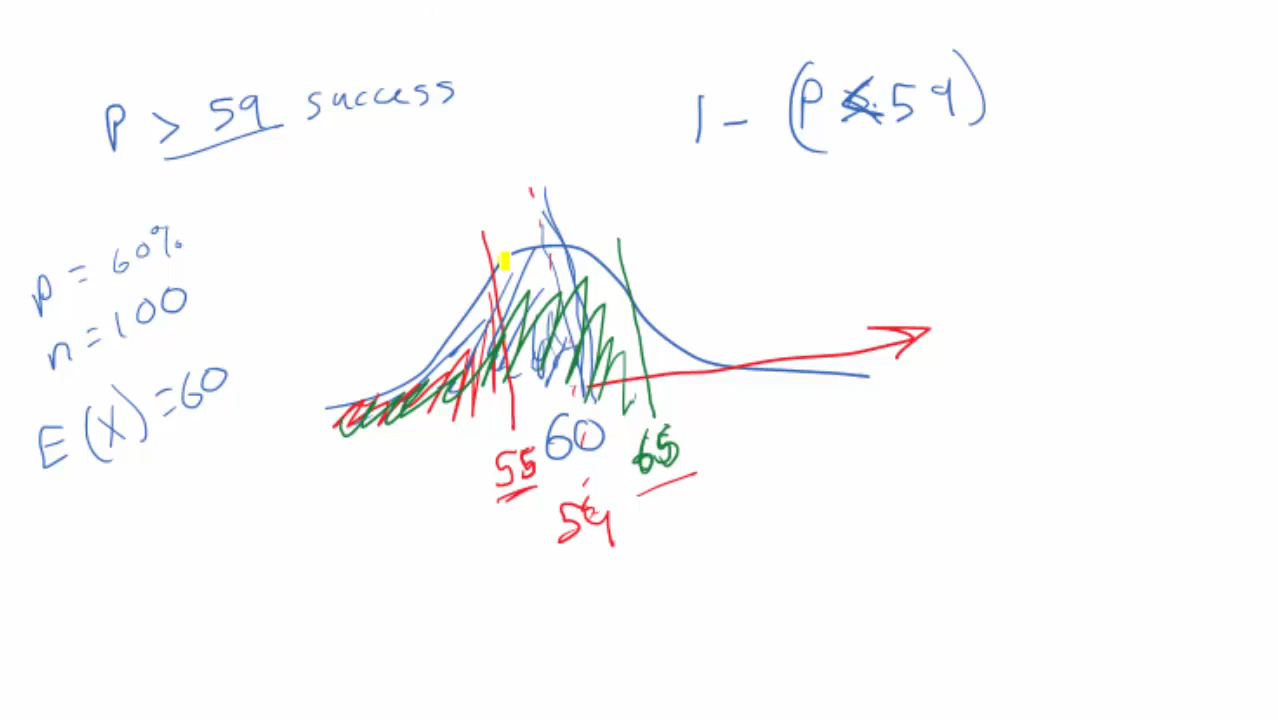 P > 59 success
1 - (P ≤ 59)
p = 60%
n = 100
E(X) = 60
55
60
65
59